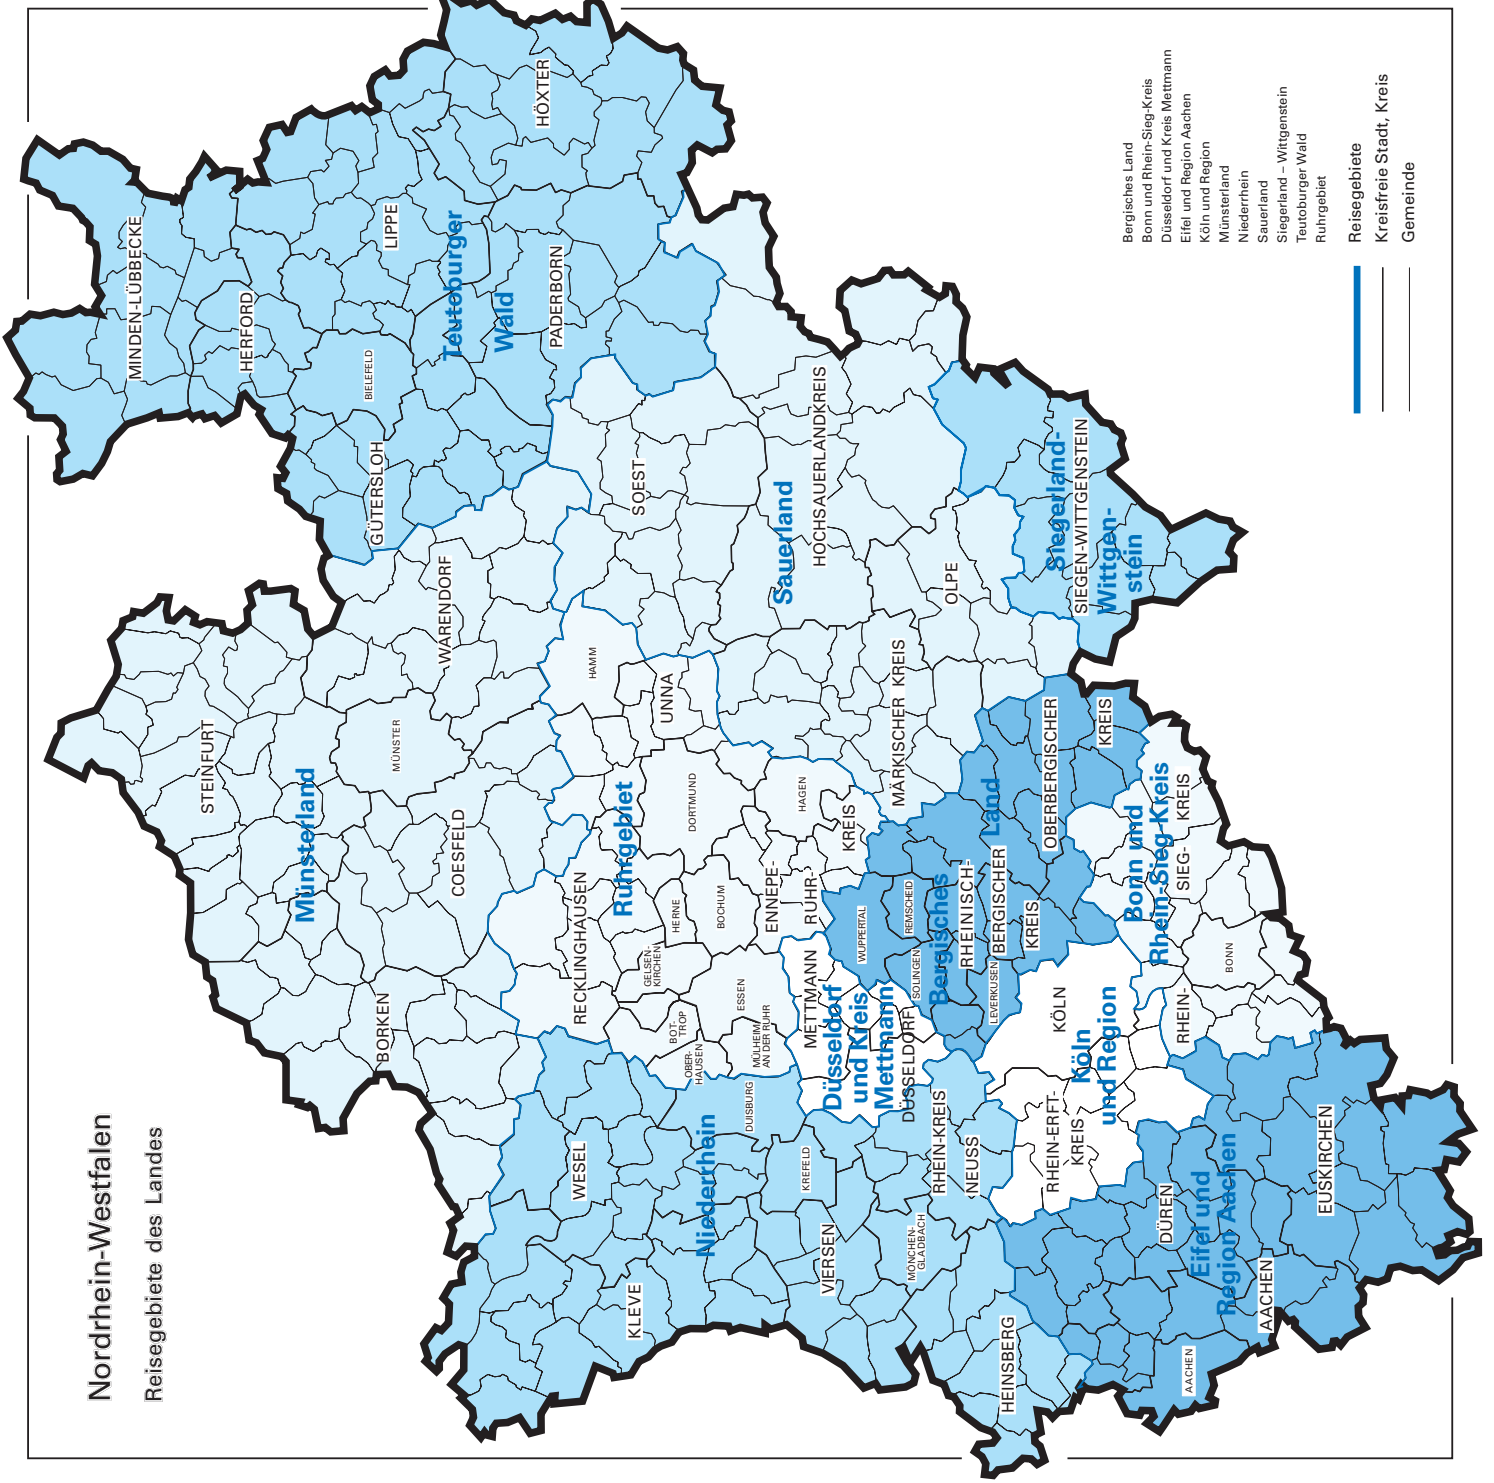 Nordrhein-Westfalen
Reisegebiete des Landes
MINDEN-LÜBBECKE
HERFORD
BIELEFELD
GÜTERSLOH
LIPPE
Teutoburger
Wald
HÖXTER
PADERBORN
STEINFURT
Münsterland
MÜNSTER
WARENDORF
COESFELD
BORKEN
SOEST
HAMM
UNNA
Ruhrgebiet
RECKLINGHAUSEN
DORTMUND
HERNE
BOCHUM
GELSEN-
KIRCHEN
BOT-
TROP
OBER-
HAUSEN
ESSEN
MÜLHEIM
AN DER RUHR
HAGEN
ENNEPE-
RUHR-
KREIS
WESEL
KLEVE
Niederrhein
DUISBURG
KREFELD
VIERSEN
MÖNCHEN-
GLADBACH
RHEIN-KREIS
NEUSS
HEINSBERG
METTMANN
Düsseldorf
und Kreis
Mettmann
DÜSSELDORF
Sauerland
HOCHSAUERLANDKREIS
MÄRKISCHER KREIS
OLPE
Siegerland-
SIEGEN-WITTGENSTEIN
Wittgen-
stein
WUPPERTAL
REMSCHEID
SOLINGEN
Bergisches
Land
RHEINISCH-
BERGISCHER
KREIS
LEVERKUSEN
OBERBERGISCHER
KREIS
KÖLN
Köln
und Region
RHEIN-ERFT-
KREIS
Bonn und
Rhein-Sieg-Kreis
RHEIN-
SIEG-
KREIS
BONN
DÜREN
Eifel und
Region Aachen
AACHEN
AACHEN
EUSKIRCHEN
Bergisches Land
Bonn und Rhein-Sieg-Kreis
Düsseldorf und Kreis Mettmann
Eifel und Region Aachen
Köln und Region
Münsterland
Niederrhein
Sauerland
Siegerland – Wittgenstein
Teutoburger Wald
Ruhrgebiet
Reisegebiete
Kreisfreie Stadt, Kreis
Gemeinde